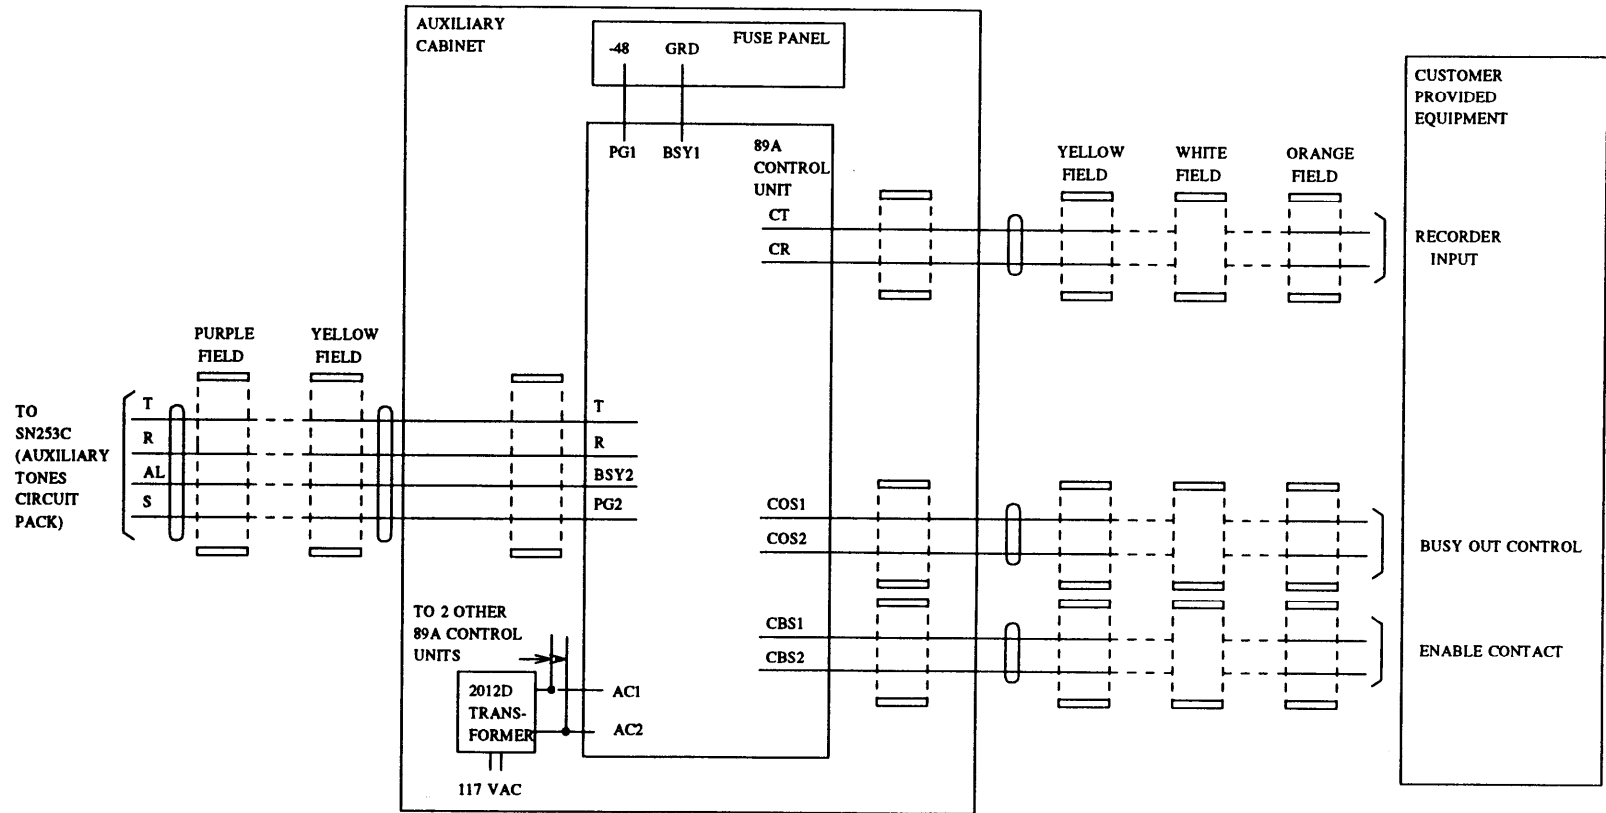 AUXILIARY
CABINET
FUSE PANEL
-48 GRD
PG1 BSY1
89A
CONTROL
UNIT
CT
CR
YELLOW
FIELD
WHITE
FIELD
ORANGE
FIELD
CUSTOMER
PROVIDED
EQUIPMENT
RECORDER
INPUT
PURPLE
FIELD
YELLOW
FIELD
TO
SN253C
(AUXILIARY
TONES
CIRCUIT
PACK)
T
R
AL
S
T
R
BSY2
PG2
COS1
COS2
BUSY OUT CONTROL
CBS1
CBS2
ENABLE CONTACT
TO 2 OTHER
89A CONTROL
UNITS
2012D
TRANS-
FORMER
AC1
AC2
117 VAC